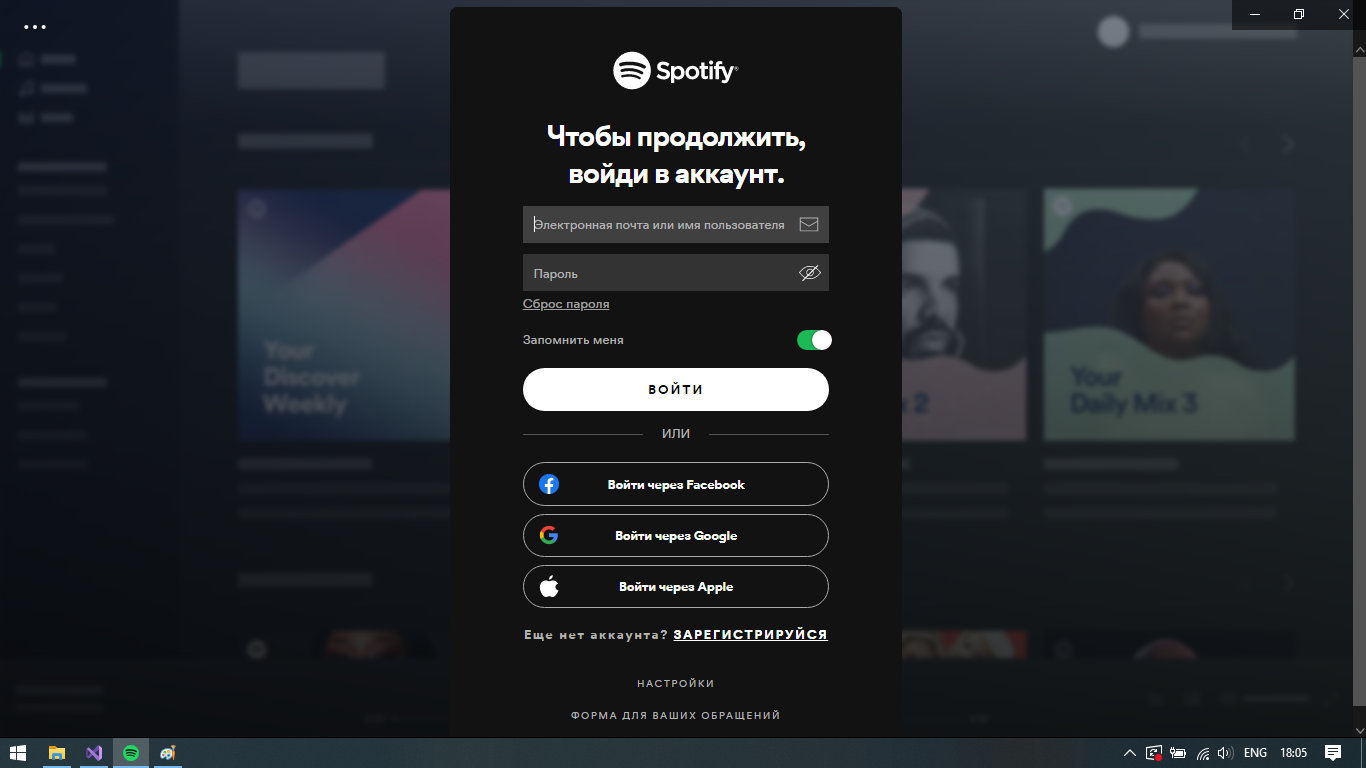 Spotify®
Чтобы продолжить,
войди в аккаунт.
Электронная почта или имя пользователя
Пароль
Сброс пароля
Запомнить меня
ВОЙТИ
ИЛИ
Войти через Facebook
Войти через Google
Войти через Apple
Еще нет аккаунта? ЗАРЕГИСТРИРУЙСЯ
НАСТРОЙКИ
ФОРМА ДЛЯ ВАШИХ ОБРАЩЕНИЙ
Your
Discover
Weekly
2
Your
Daily Mix 3
ENG
18:05